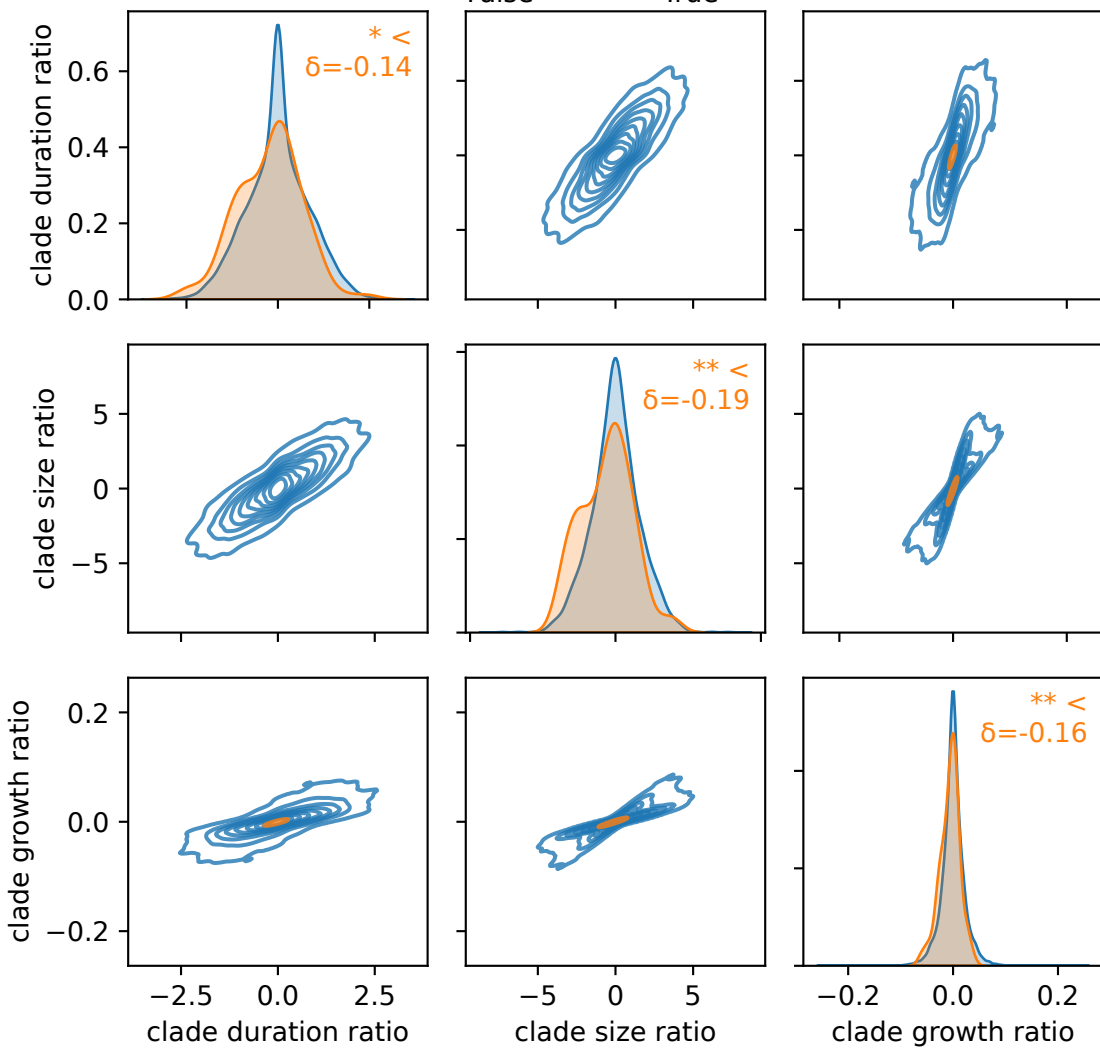 clade duration ratio
0.6
0.4
0.2
0.0
* <
δ=-0.14
clade size ratio
5
0
−5
** <
δ=-0.19
clade growth ratio
0.2
0.0
−0.2
** <
δ=-0.16
−2.5 0.0 2.5
−5 0 5
−0.2 0.0 0.2
clade duration ratio
clade size ratio
clade growth ratio